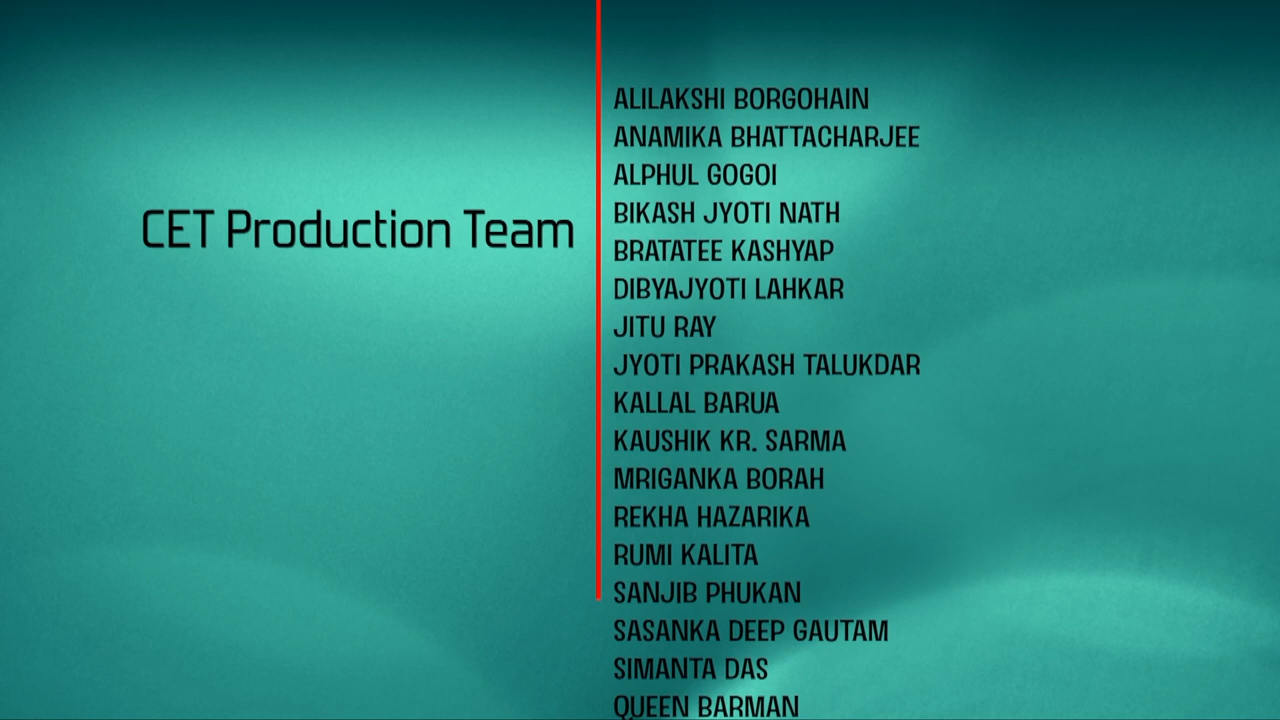 CET Production Team
ALILAKSHI BORGOHAIN
ANAMIKA BHATTACHARJEE
ALPHUL GOGOI
BIKASH JYOTI NATH
BRATATEE KASHYAP
DIBYAJYOTI LAHKAR
JITU RAY
JYOTI PRAKASH TALUKDAR
KALLAL BARUA
KAUSHIK KR. SARMA
MRIGANKA BORAH
REKHA HAZARIKA
RUMI KALITA
SANJIB PHUKAN
SASANKA DEEP GAUTAM
SIMANTA DAS
QUEEN BARMAN